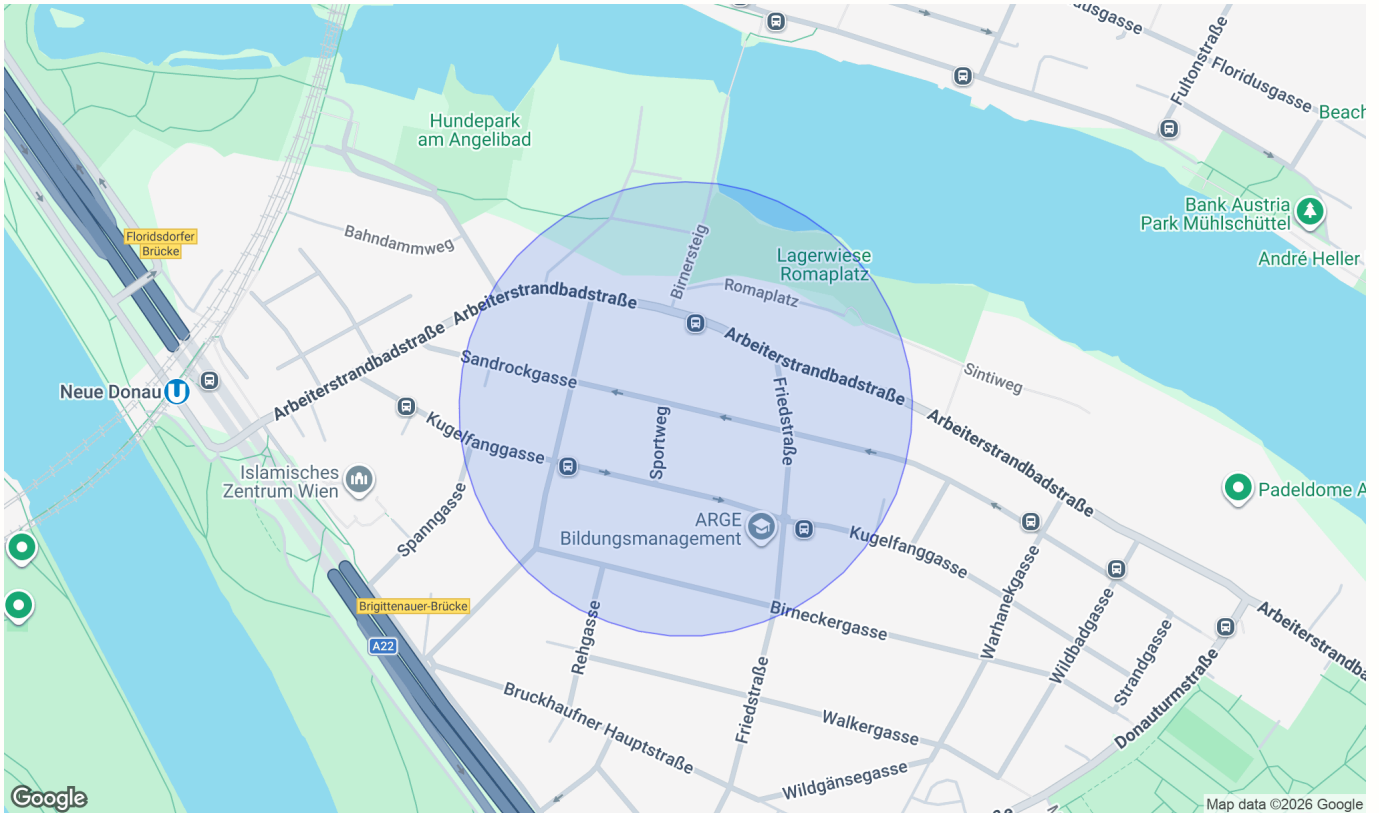 Floridusgasse
Fultonstraße
Floridusgasse
Beach
Hundepark
am Angelibad
Bank Austria
Park Mühlschüttel
André Heller
Floridsdorfer
Brücke
Bahndammweg
Birnersteig
Lagerwiese
Romaplatz
Romaplatz
Arbeiterstrandbadstraße
Arbeiterstrandbadstraße
Arbeiterstrandbadstraße
Sandrockgasse
Sintiweg
Neue Donau
U
Friedstraße
Sportweg
Kugelfanggasse
Arbeiterstrandbadstraße
Islamisches
Zentrum Wien
Padeldome A
Spanngasse
ARGE
Bildungsmanagement
Kugelfanggasse
Warhanekgasse
Wildbadgasse
Strandgasse
Brigittenauer-Brücke
Birneckergasse
Arbeiterstrandba
A22
Rehgasse
Friedstraße
Bruckhaufner Hauptstraße
Walkergasse
Donauturmstraße
Wildgänsegasse
Google
Map data ©2026 Google